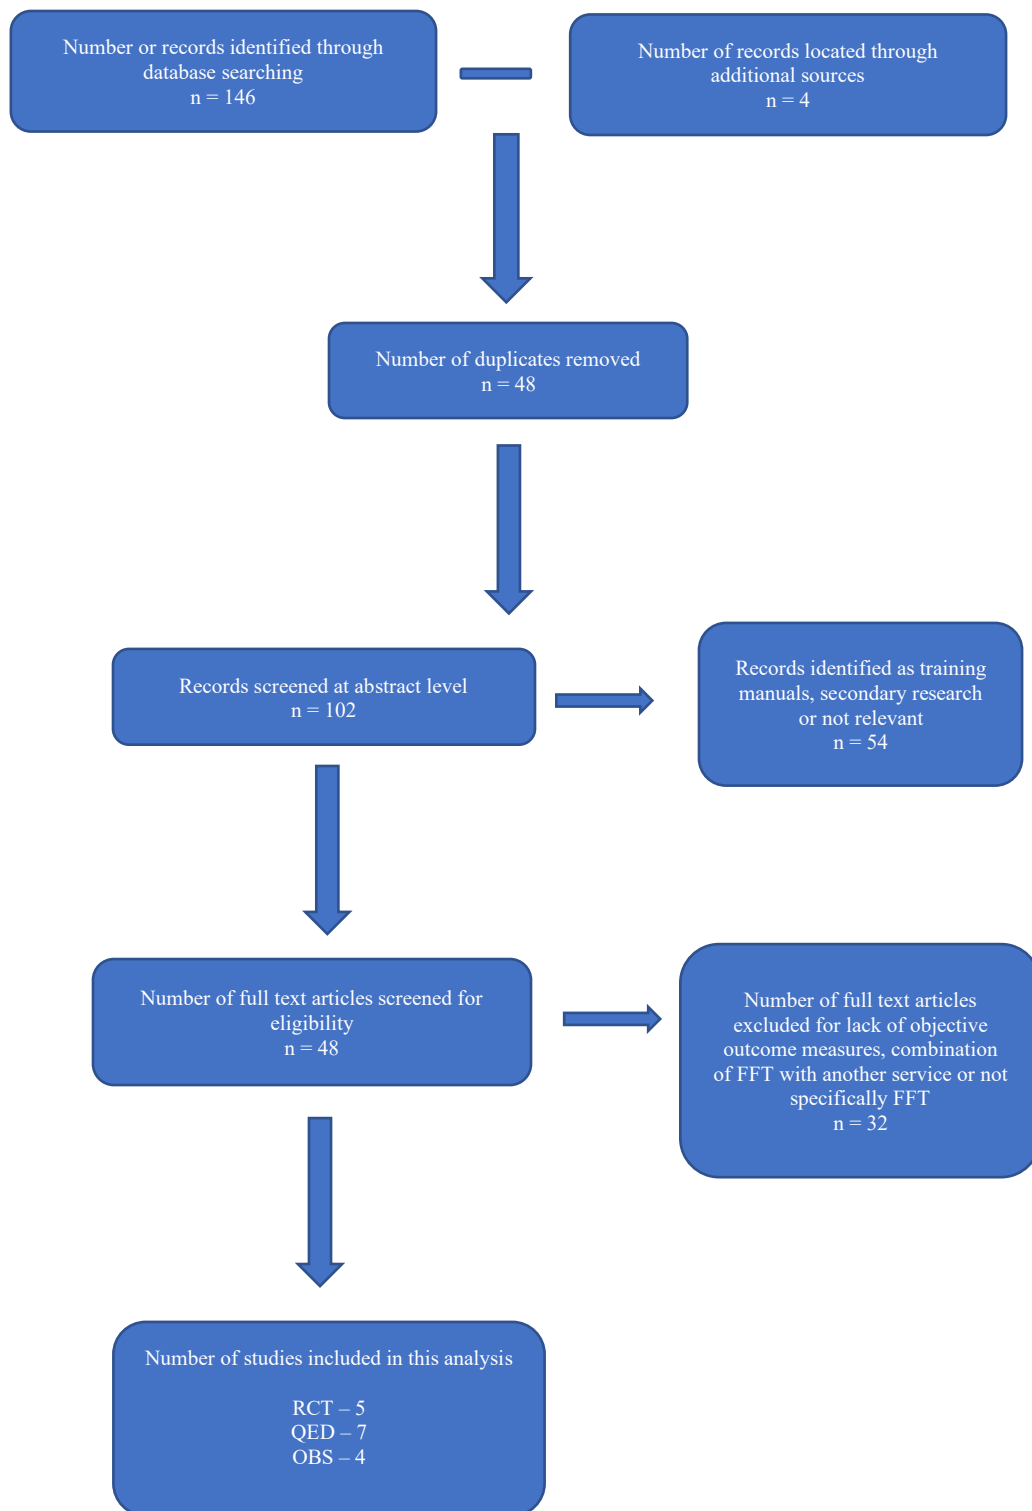 Number or records identified through
database searching
n = 146
Number of records located through
additional sources
n = 4
Number of duplicates removed
n = 48
Records screened at abstract level
n = 102
Records identified as training
manuals, secondary research
or not relevant
n = 54
Number of full text articles screened for
eligibility
n = 48
Number of full text articles
excluded for lack of objective
outcome measures, combination
of FFT with another service or not
specifically FFT
n = 32
Number of studies included in this analysis
RCT – 5
QED – 7
OBS – 4